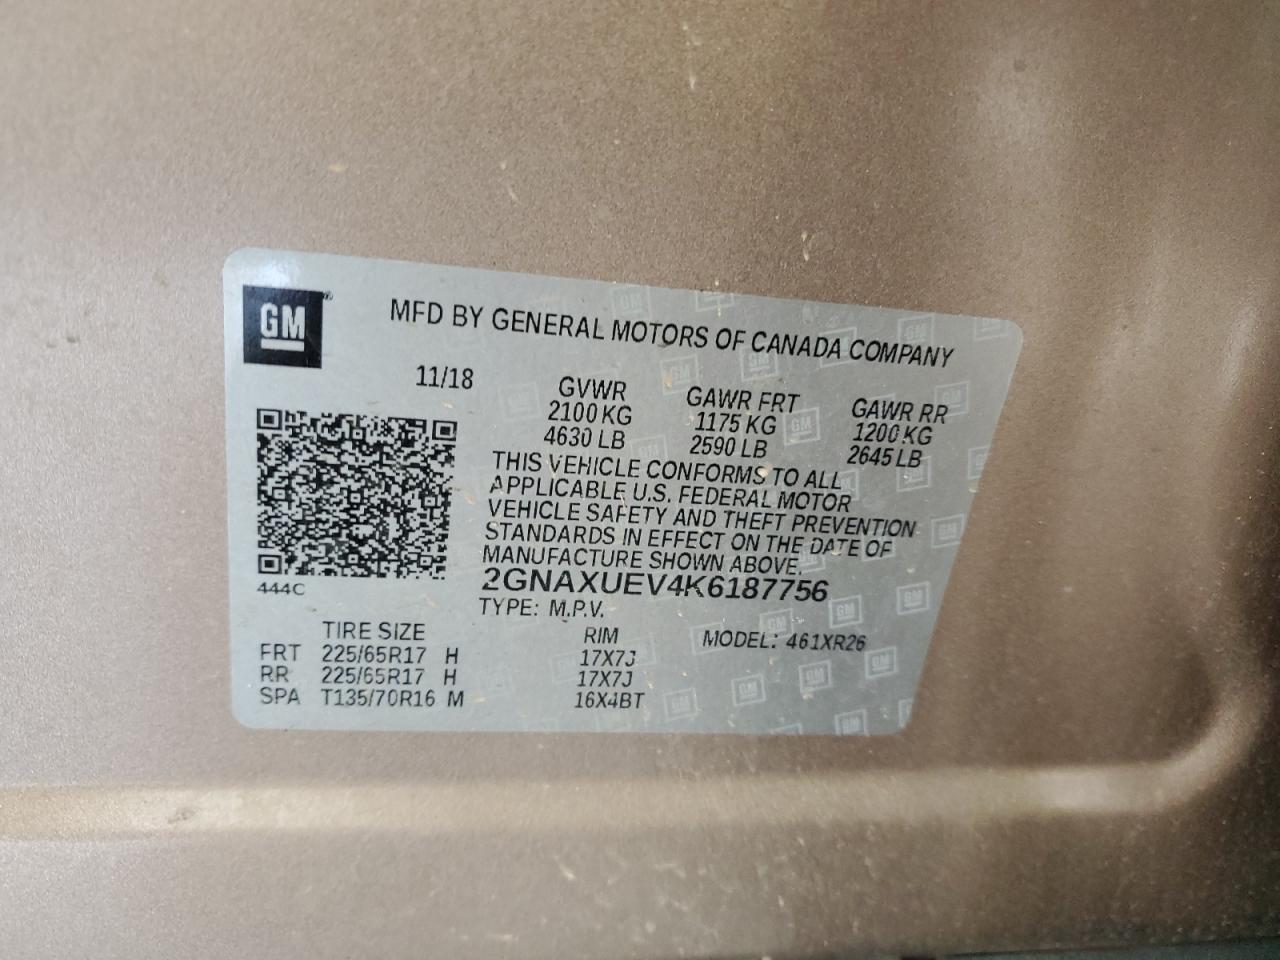 GM
MFD BY GENERAL MOTORS OF CANADA COMPANY
11/18
GVWR GAWR FRT GAWR RR
2100 KG 1175 KG 1200 KG
4630 LB 2590 LB 2645 LB
THIS VEHICLE CONFORMS TO ALL
APPLICABLE U.S. FEDERAL MOTOR
VEHICLE SAFETY AND THEFT PREVENTION
STANDARDS IN EFFECT ON THE DATE OF
MANUFACTURE SHOWN ABOVE.
2GNAXUEV4K6187756
444C
TYPE: M.P.V.
TIRE SIZE RIM MODEL: 461XR26
FRT 225/65R17 H 17X7J
RR 225/65R17 H 17X7J
SPA T135/70R16 M 16X4BT